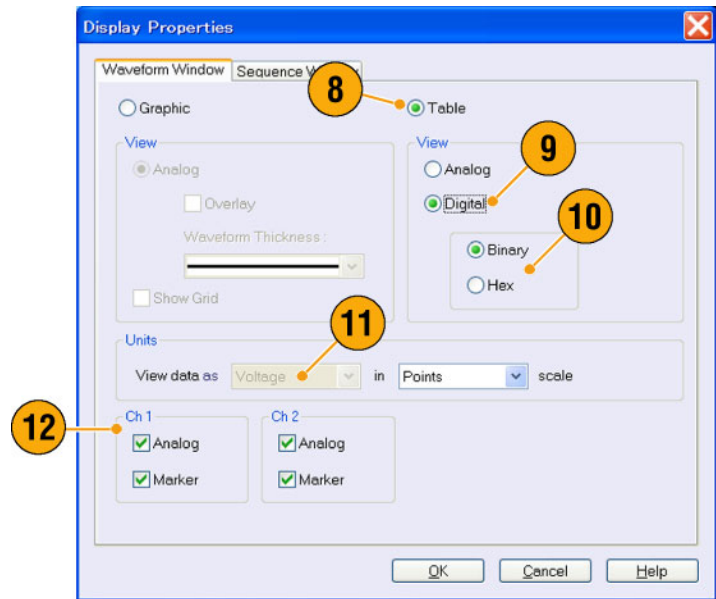 Display Properties
Waveform Window
8
Graphic
Table
View
Analog
Overlay
Waveform Thickness :
Show Grid
View
9
Analog
Digital
10
Binary
Hex
11
Units
View data as Voltage in Points scale
12
Ch 1
Analog
Marker
Ch 2
Analog
Marker
OK Cancel Help